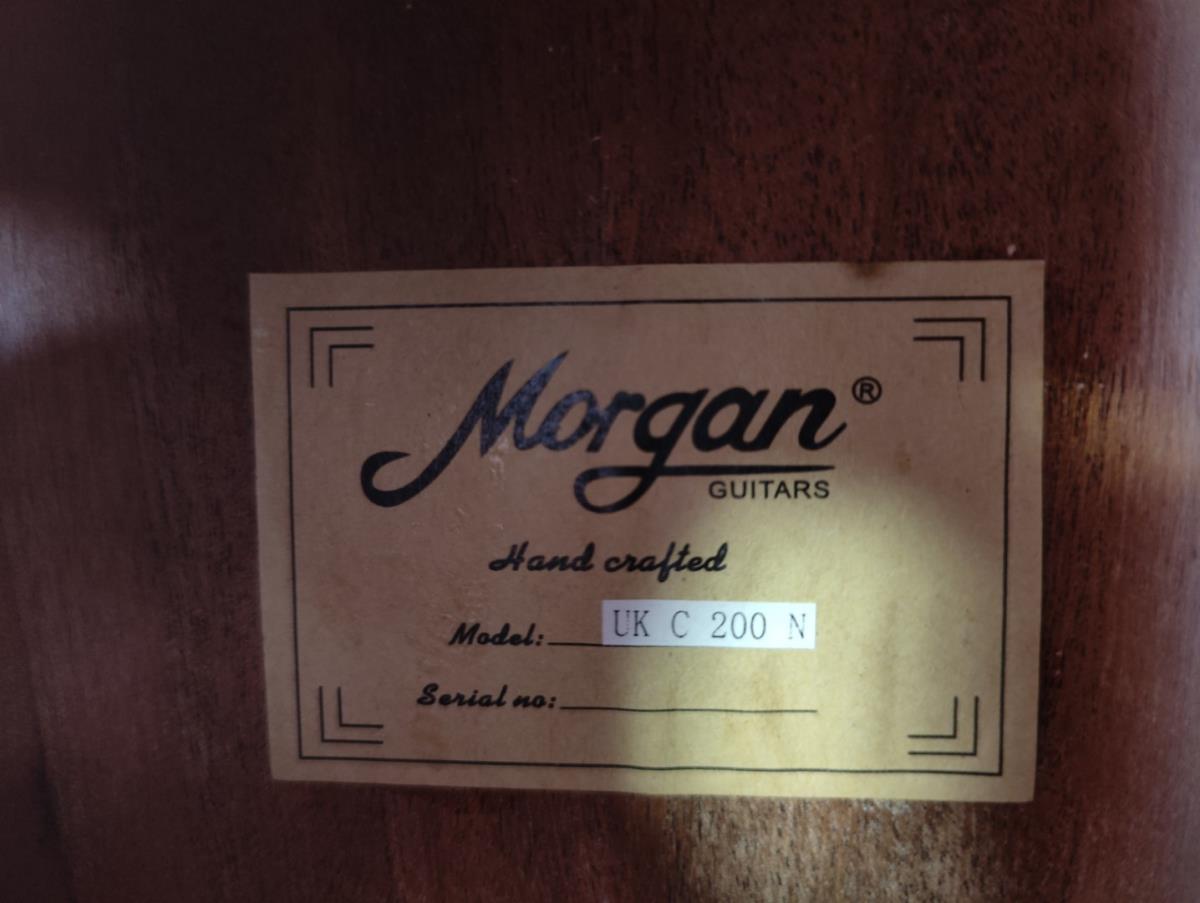 Morgan®
GUITARS
Hand crafted
Model: UK C 200 N
Serial no: